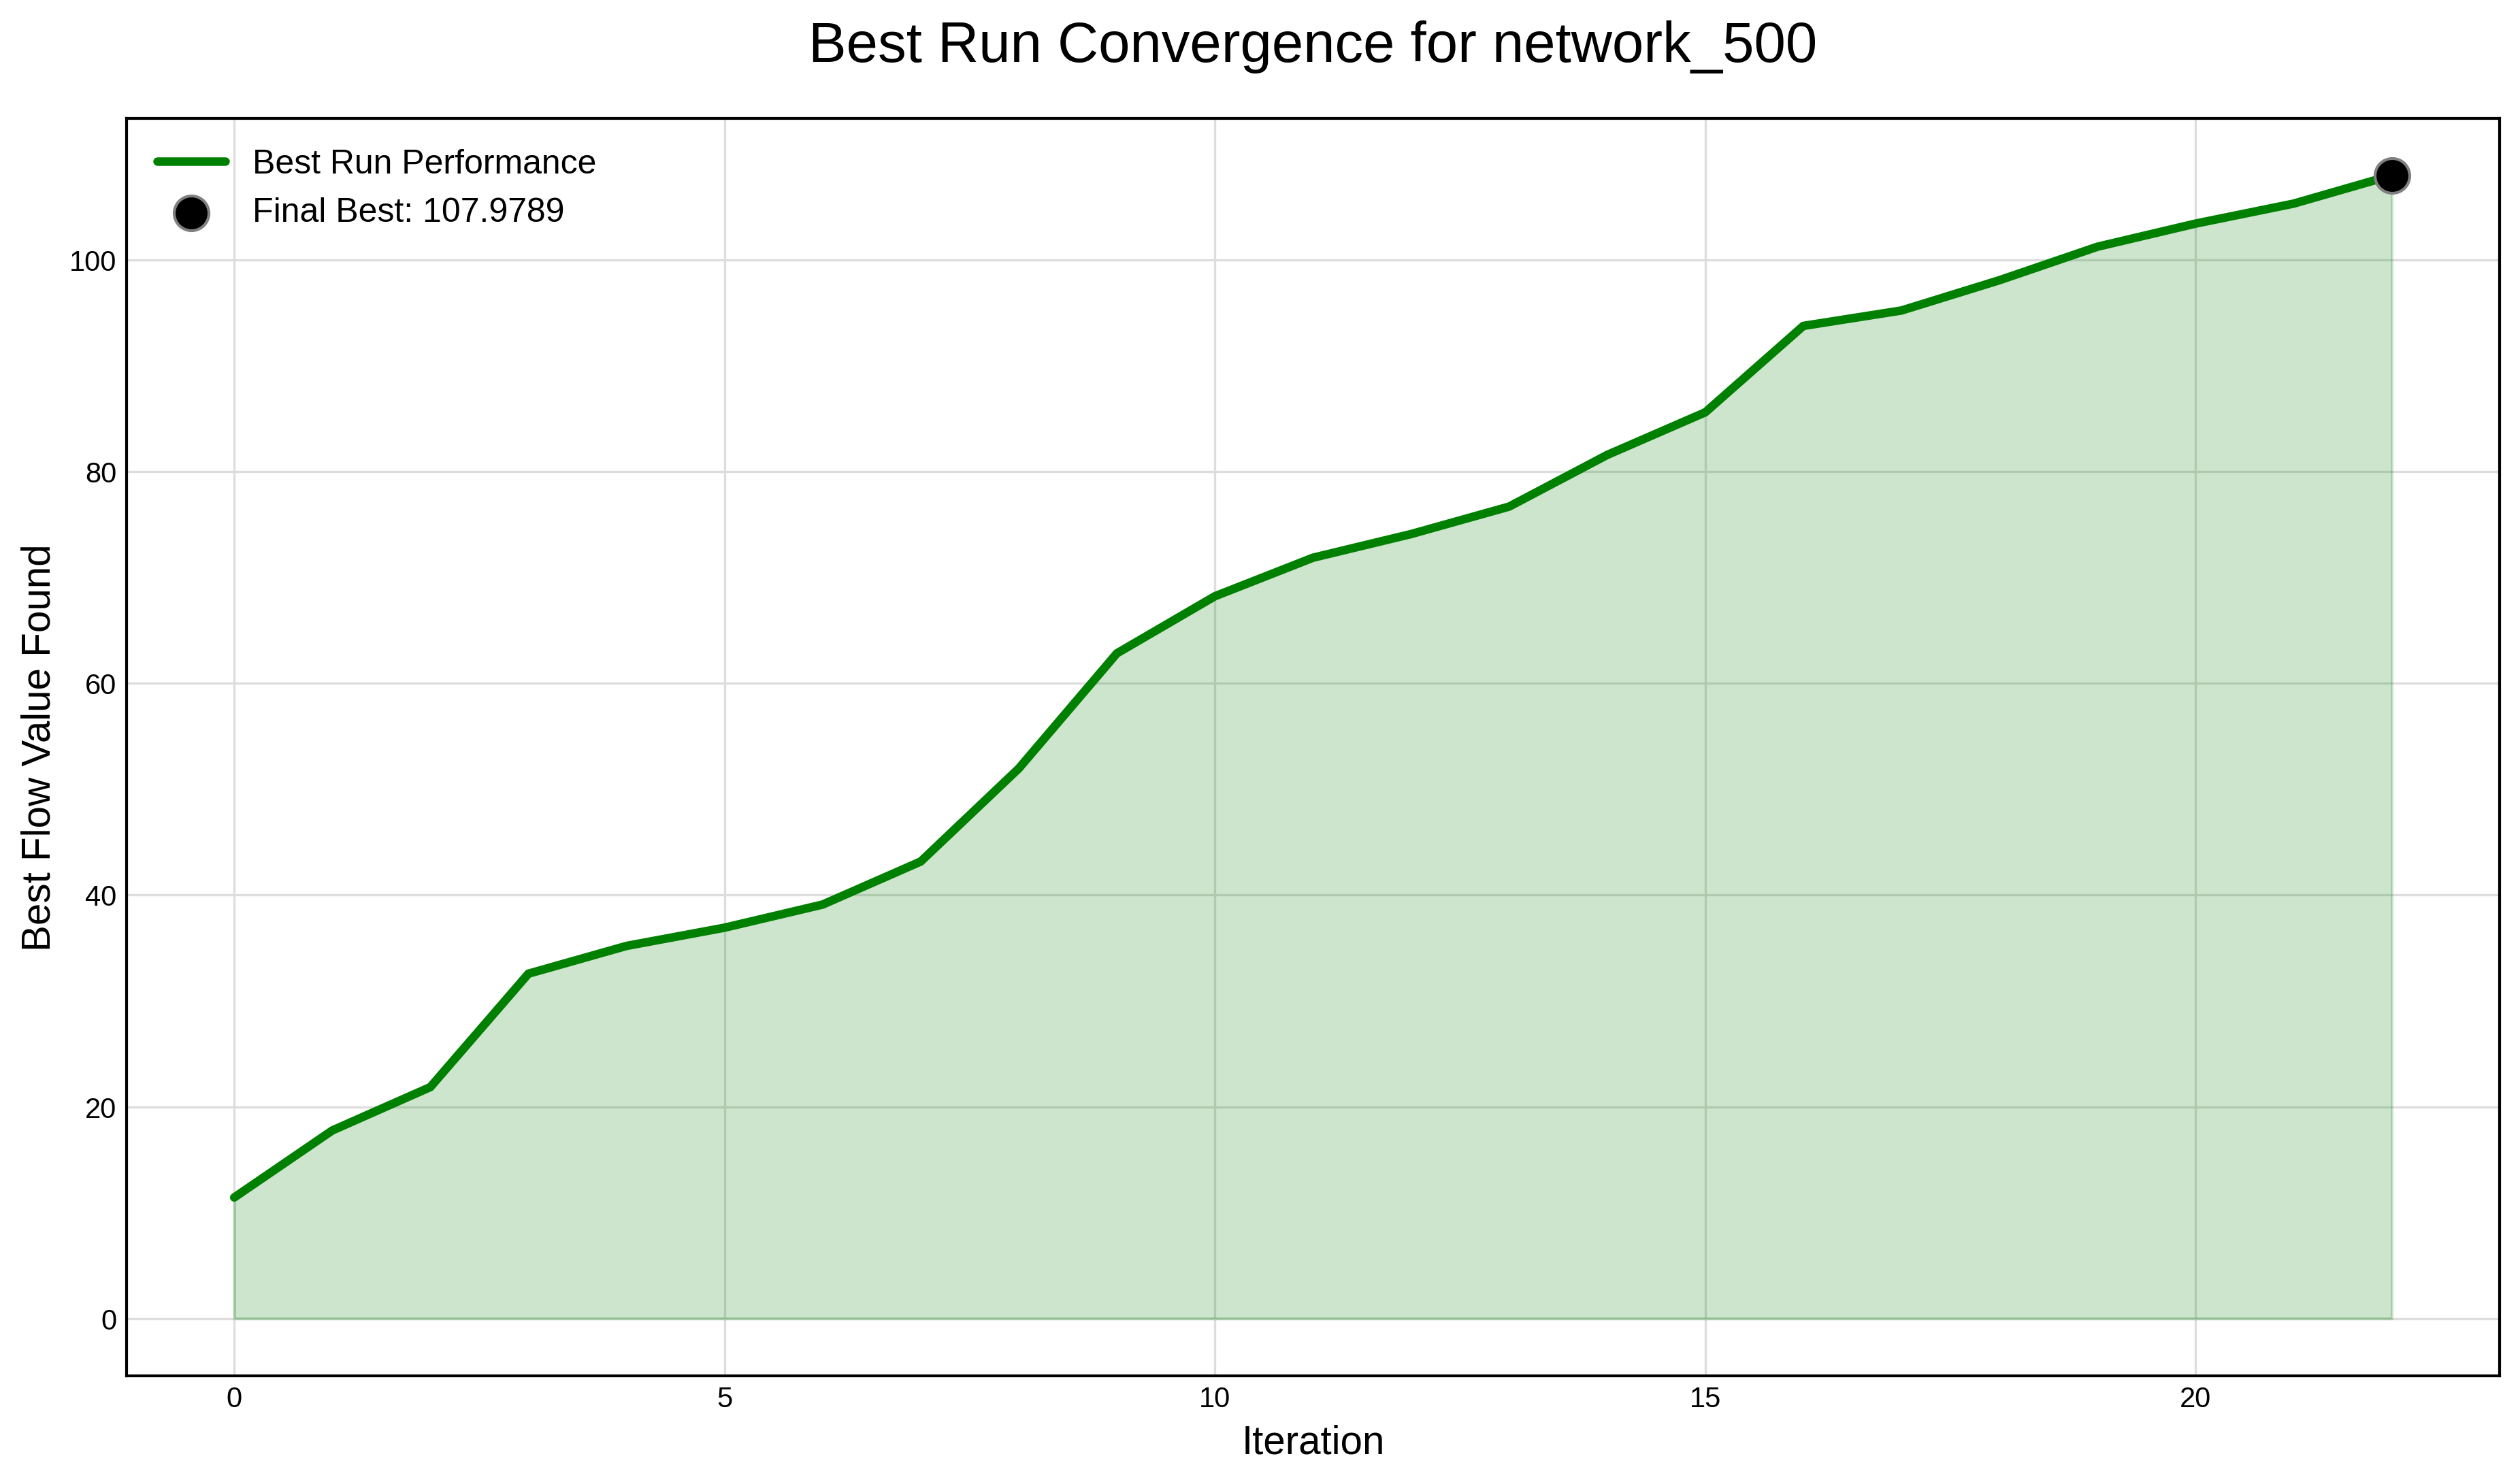 Best Run Convergence for network_500
Best Run Performance
Final Best: 107.9789
Best Flow Value Found
100
80
60
40
20
0
0 5 10 15 20
Iteration